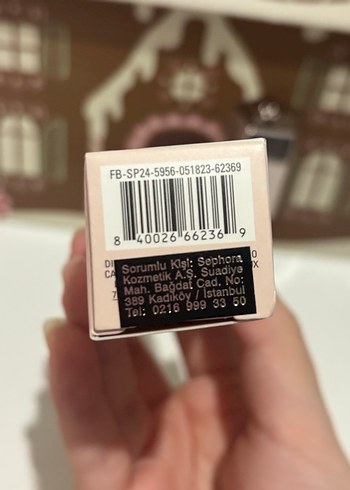 FB-SP24-5956-051823-62369
8 40026 66236 9
Sorumlu Kişi: Sephora
Kozmetik A.Ş. Suadiye
Mah. Bağdat Cad. No:
389 Kadıköy / İstanbul
Tel: 0216 999 33 50